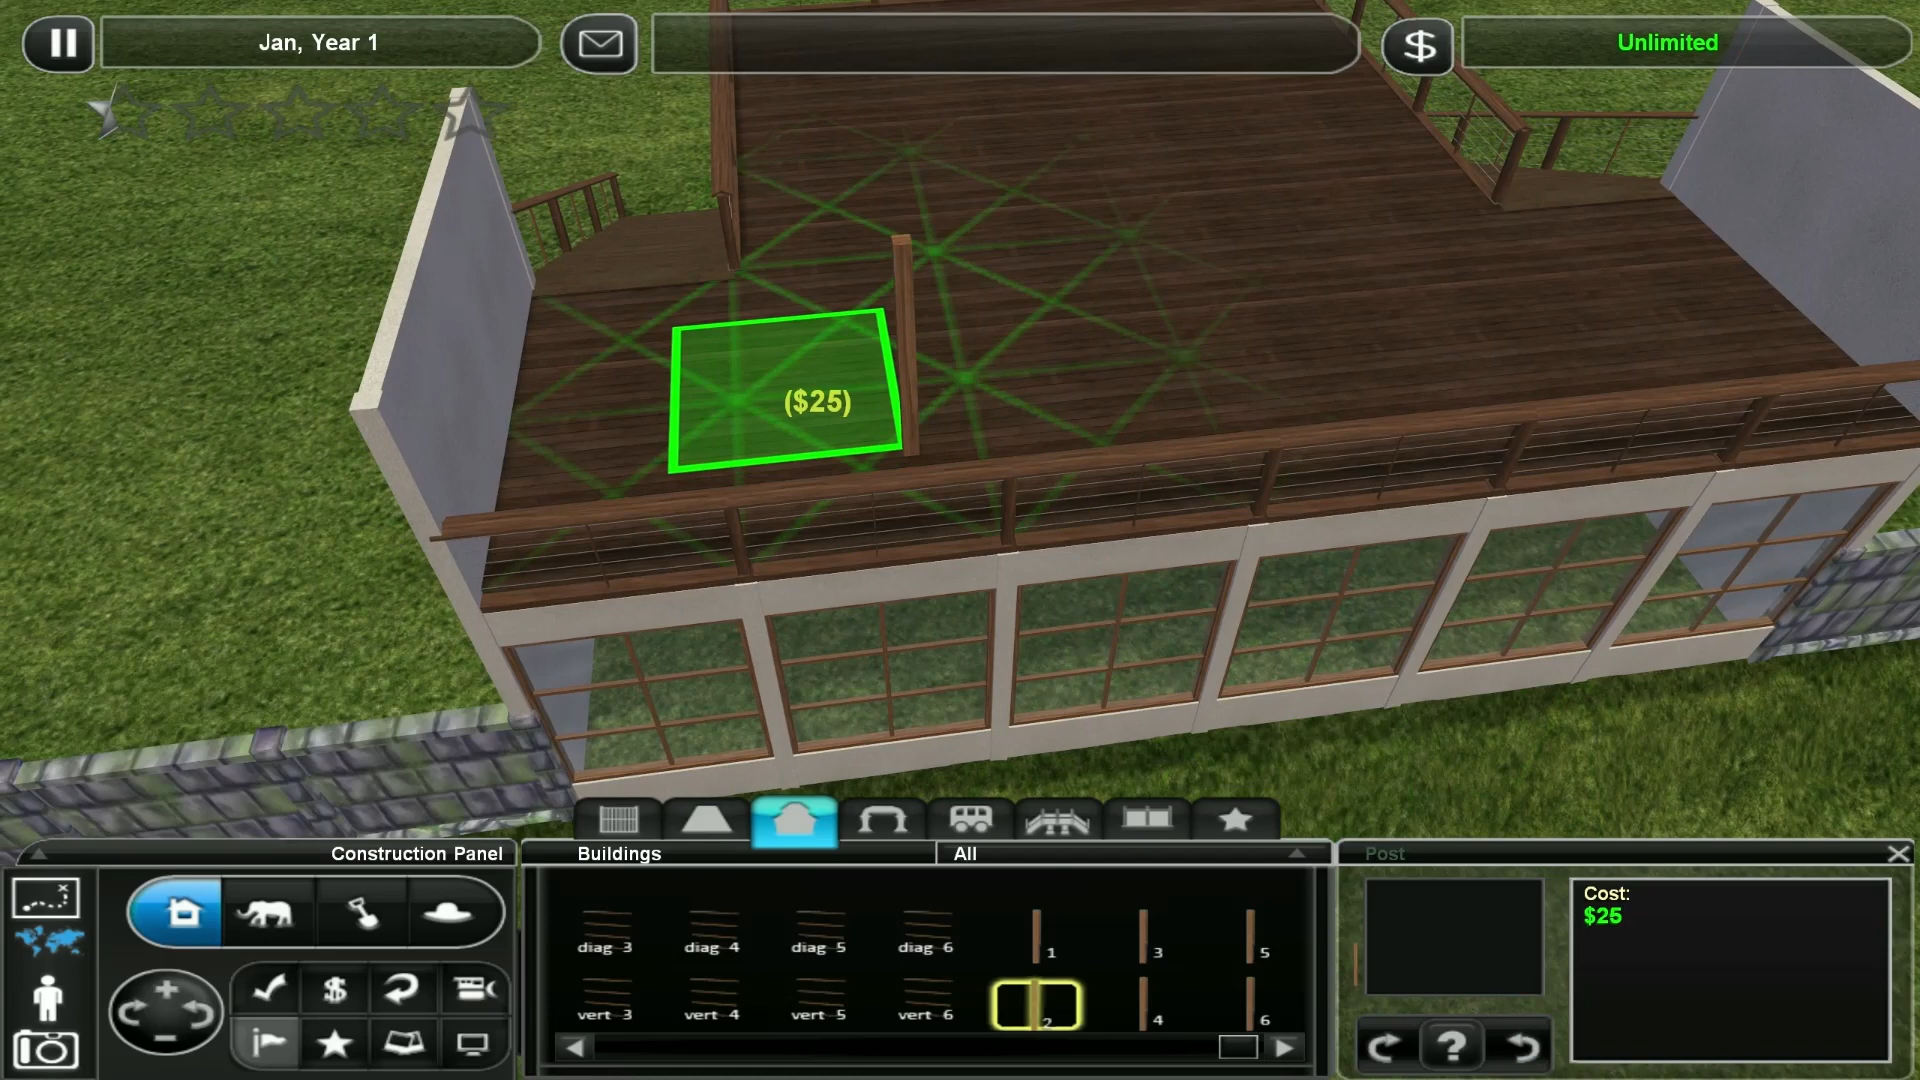 Jan, Year 1
Unlimited
($25)
Construction Panel
Buildings
All
Post
Cost:
$25
diag 3
diag 4
diag 5
diag 6
1
3
5
vert 3
vert 4
vert 5
vert 6
2
4
6